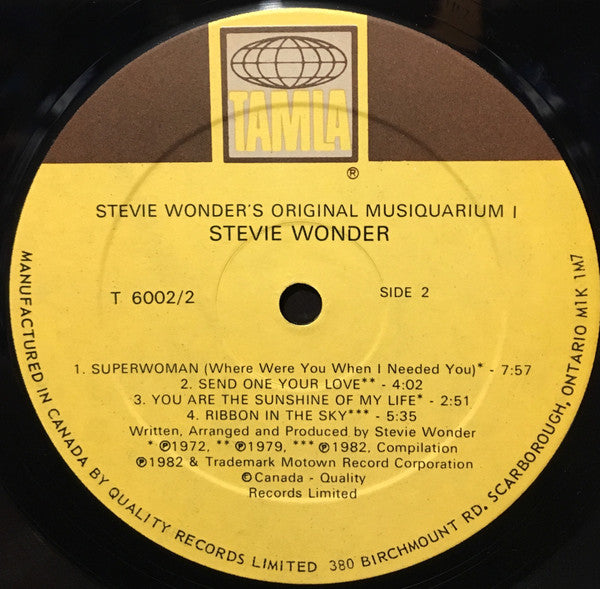 TAMLA
®
STEVIE WONDER'S ORIGINAL MUSIQUARIUM I
STEVIE WONDER
T 6002/2
SIDE 2
1. SUPERWOMAN (Where Were You When I Needed You)* - 7:57
2. SEND ONE YOUR LOVE** - 4:02
3. YOU ARE THE SUNSHINE OF MY LIFE* - 2:51
4. RIBBON IN THE SKY*** - 5:35
Written, Arranged and Produced by Stevie Wonder
* ℗1972, ** ℗1979, *** ℗1982, Compilation
℗1982 & Trademark Motown Record Corporation
©Canada - Quality
Records Limited
MANUFACTURED IN CANADA BY QUALITY RECORDS LIMITED 380 BIRCHMOUNT RD. SCARBOROUGH, ONTARIO M1K 1M7